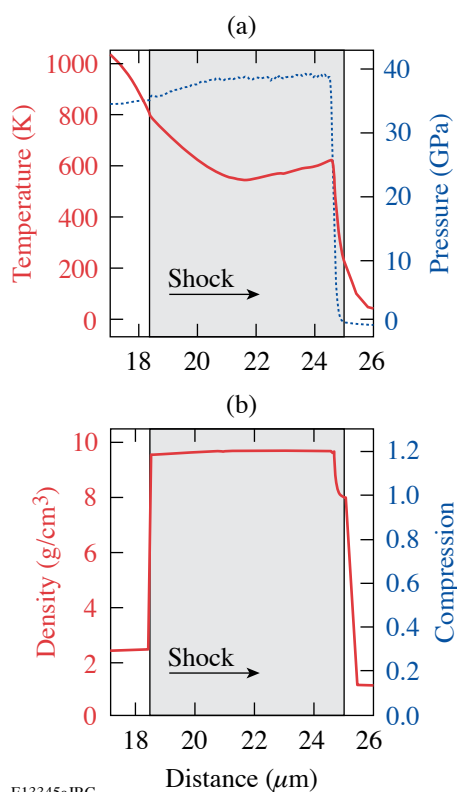 (a)
1000
800
600
400
200
0
Temperature (K)
40
30
20
10
0
Pressure (GPa)
Shock
18 20 22 24 26
(b)
10
8
6
4
2
0
Density (g/cm³)
1.2
1.0
0.8
0.6
0.4
0.2
0.0
Compression
Shock
18 20 22 24 26
Distance (μm)